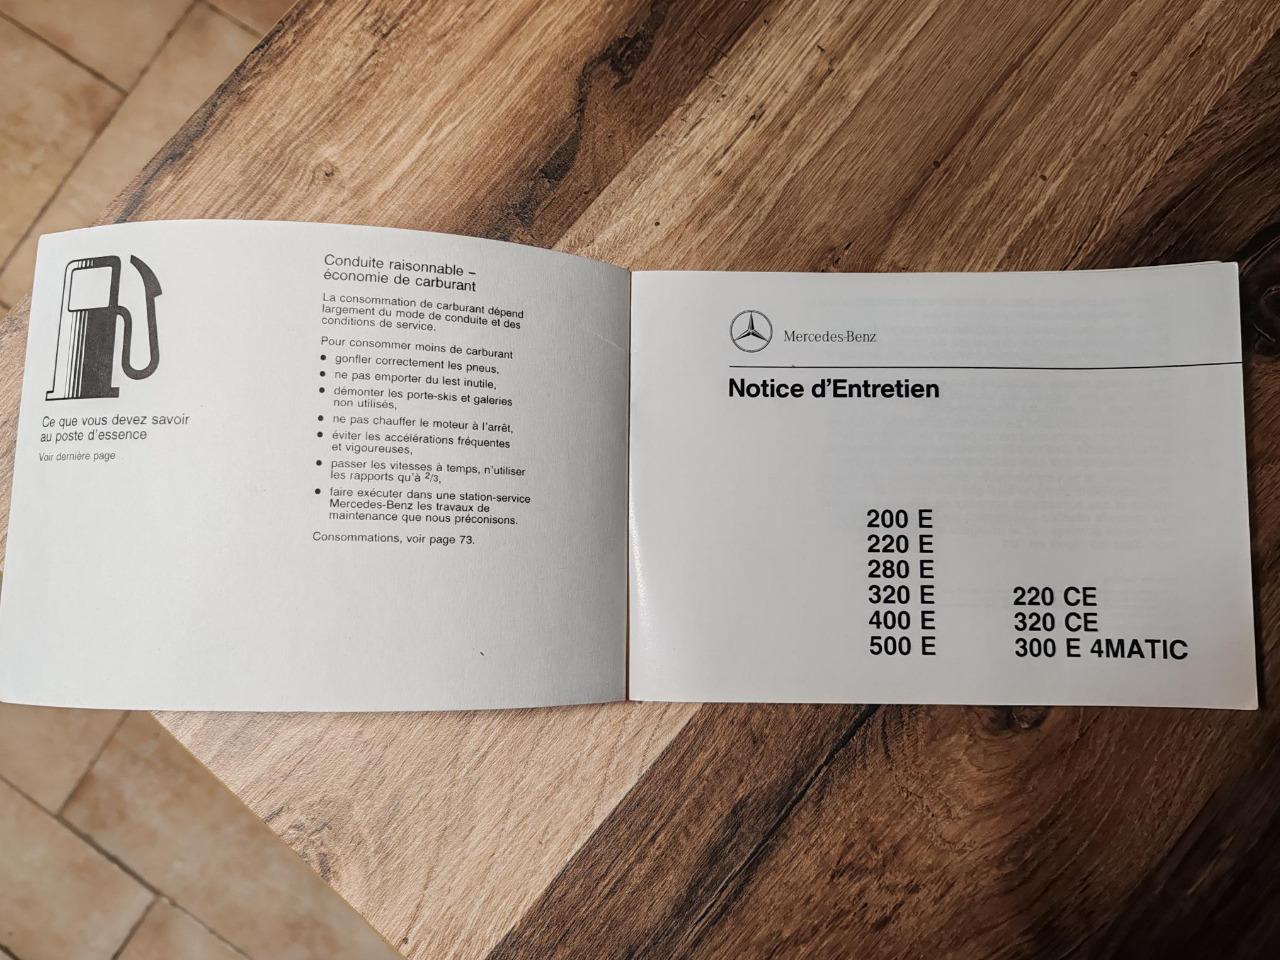 Ce que vous devez savoir
au poste d'essence
Voir dernière page
Conduite raisonnable –
économie de carburant
La consommation de carburant dépend
largement du mode de conduite et des
conditions de service.
Pour consommer moins de carburant
● gonfler correctement les pneus,
● ne pas emporter du lest inutile,
● démonter les porte-skis et galeries
non utilisés,
● ne pas chauffer le moteur à l'arrêt,
● éviter les accélérations fréquentes
et vigoureuses,
● passer les vitesses à temps, n'utiliser
les rapports qu'à 2/3,
● faire exécuter dans une station-service
Mercedes-Benz les travaux de
maintenance que nous préconisons.
Consommations, voir page 73.
Mercedes-Benz
Notice d'Entretien
200 E
220 E
280 E
320 E
400 E
500 E
220 CE
320 CE
300 E 4MATIC